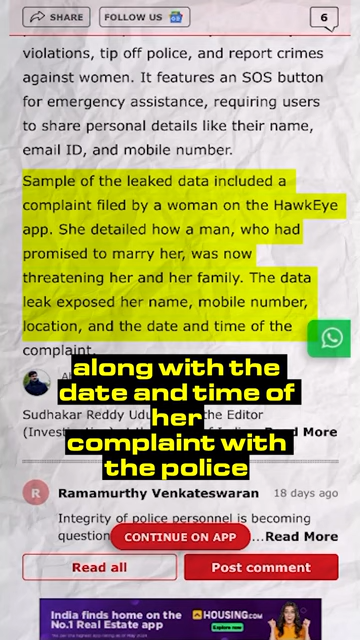 SHARE
FOLLOW US
6
violations, tip off police, and report crimes
against women. It features an SOS button
for emergency assistance, requiring users
to share personal details like their name,
email ID, and mobile number.
Sample of the leaked data included a
complaint filed by a woman on the HawkEye
app. She detailed how a man, who had
promised to marry her, was now
threatening her and her family. The data
leak exposed her name, mobile number,
location, and the date and time of the
complaint.
along with the
date and time of
her
complaint with
the police
Sudhakar Reddy the Editor
Read More
R
Ramamurthy Venkateswaran 18 days ago
Integrity of police personnel is becoming
...Read More
CONTINUE ON APP
Read all
Post comment
India finds home on the
No.1 Real Estate app
HOUSING.COM
Explore now